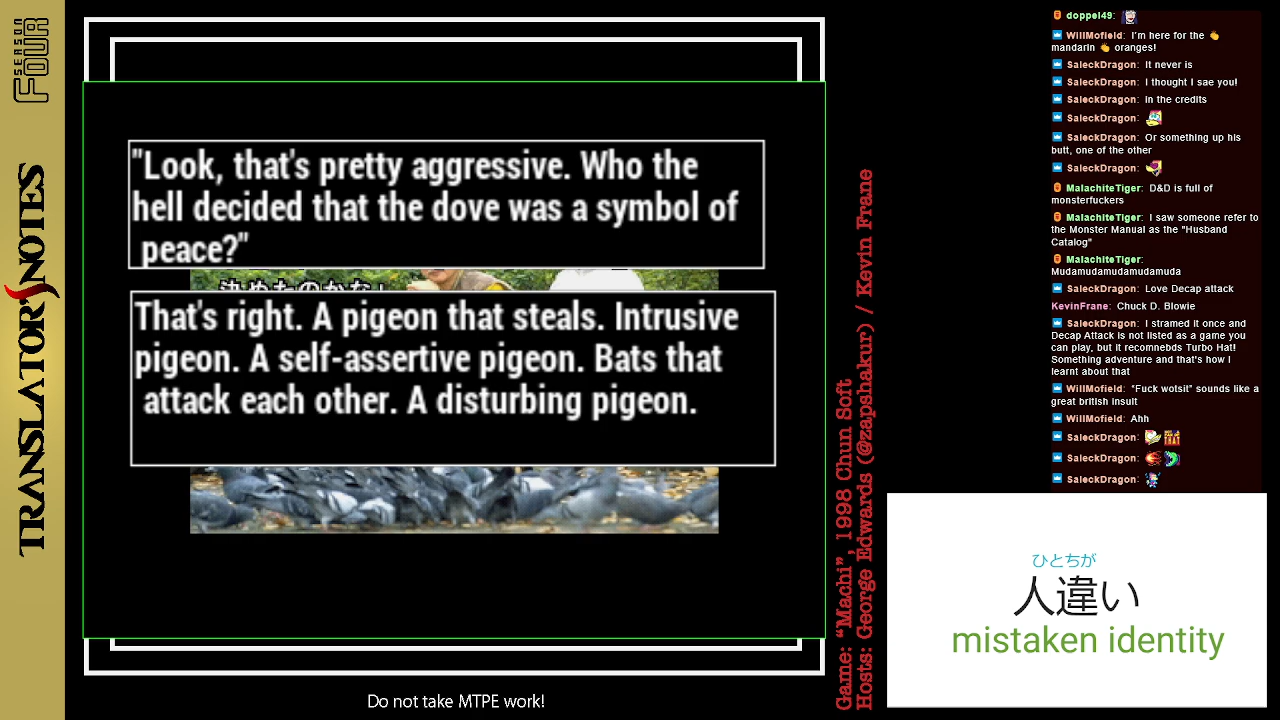 SEASON
FOUR
TRANSLATOR'S NOTES
"Look, that's pretty aggressive. Who the
hell decided that the dove was a symbol of
peace?"
決めたのかな」
That's right. A pigeon that steals. Intrusive
pigeon. A self-assertive pigeon. Bats that
attack each other. A disturbing pigeon.
Do not take MTPE work!
Game: "Machi", 1998 Chun Soft
Hosts: George Edwards (@zapshakur) / Kevin Frane
doppel49:
WillMofield: I'm here for the 👏
mandarin 👏 oranges!
SaleckDragon: It never is
SaleckDragon: I thought I sae you!
SaleckDragon: In the credits
SaleckDragon:
SaleckDragon: Or something up his
butt, one of the other
SaleckDragon:
MalachiteTiger: D&D is full of
monsterfuckers
MalachiteTiger: I saw someone refer to
the Monster Manual as the "Husband
Catalog"
MalachiteTiger:
Mudamudamudamudamuda
SaleckDragon: Love Decap attack
KevinFrane: Chuck D. Blowie
SaleckDragon: I stramed it once and
Decap Attack is not listed as a game you
can play, but it recommebds Turbo Hat!
Something adventure and that's how I
learnt about that
WillMofield: "Fuck wotsit" sounds like a
great british insult
WillMofield: Ahh
SaleckDragon:
SaleckDragon:
SaleckDragon:
ひとちが
人違い
mistaken identity